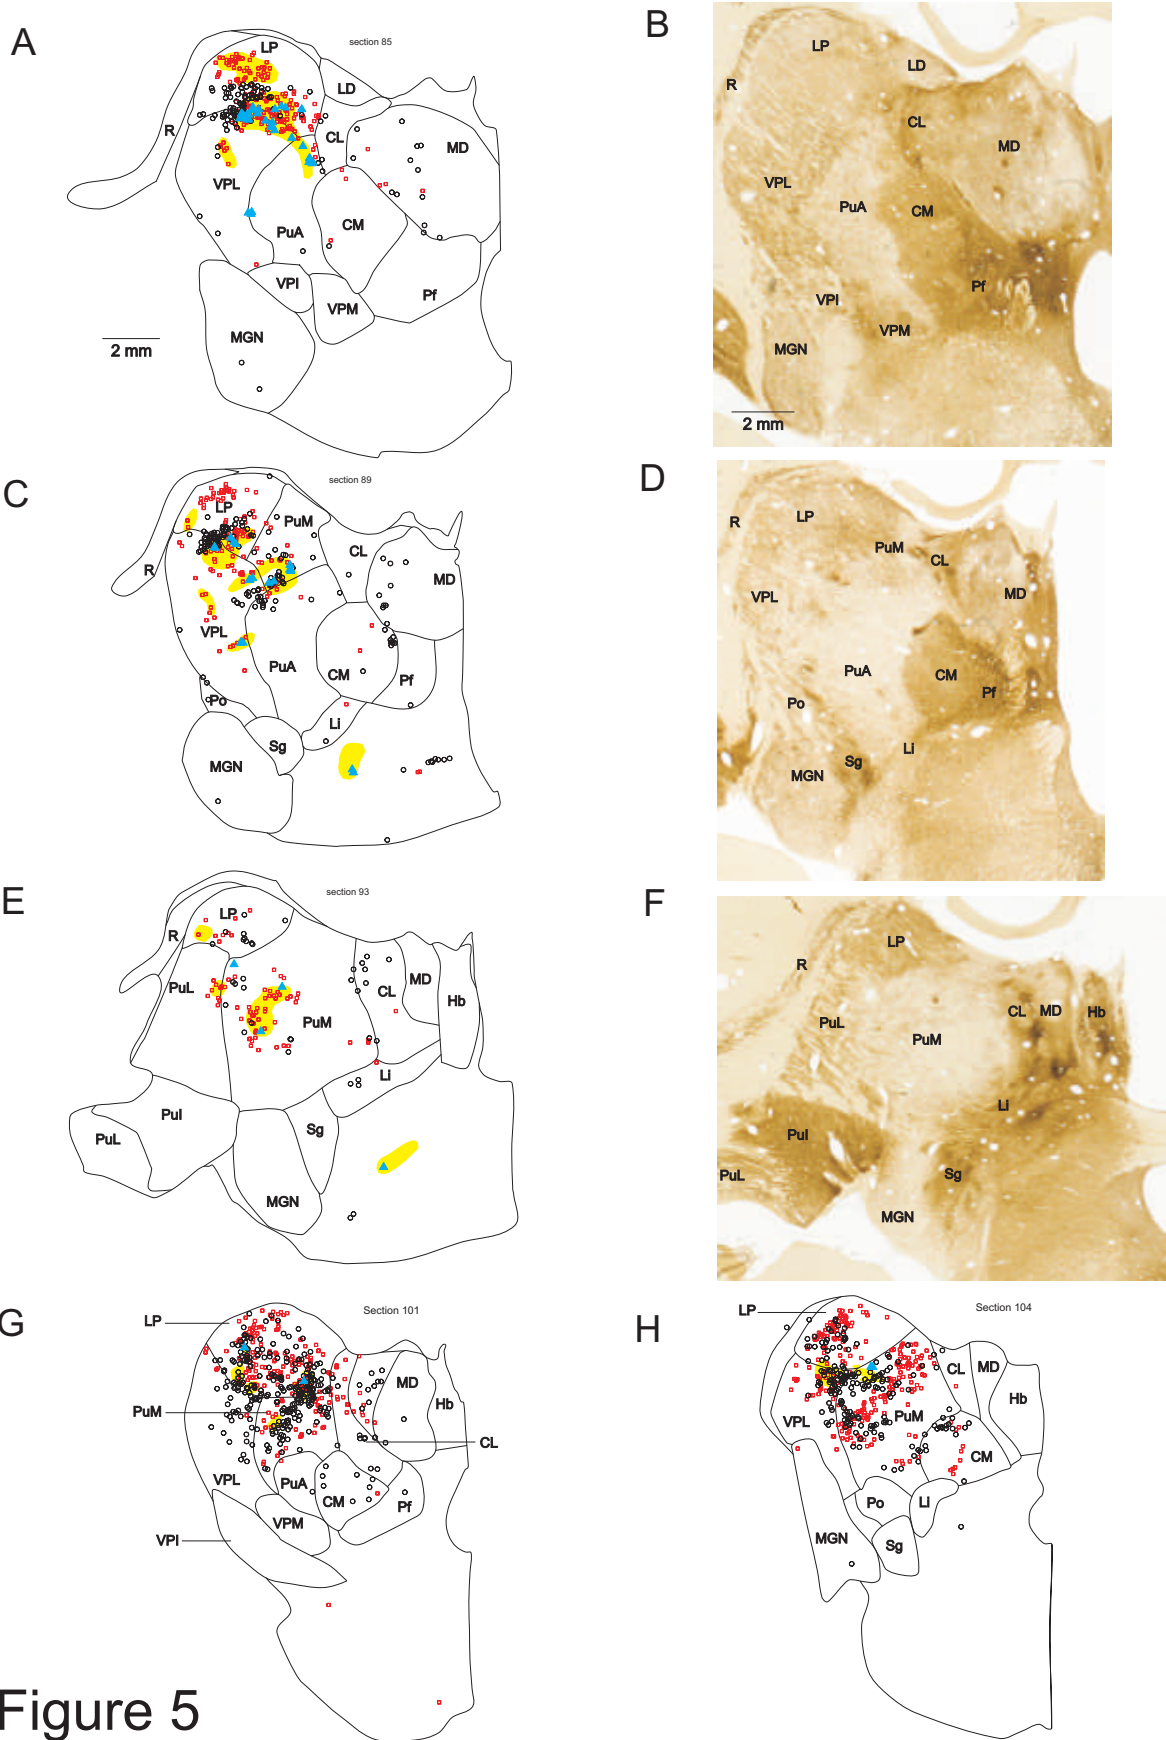 A
section 85
LP
LD
R
CL
MD
VPL
PuA
CM
VPI
VPM
Pf
MGN
2 mm
B
LP
LD
R
CL
MD
VPL
PuA
CM
Pf
VPI
VPM
MGN
2 mm
C
section 89
LP
PuM
CL
R
MD
VPL
PuA
CM
Pf
Po
Li
Sg
MGN
D
R
LP
PuM
CL
VPL
MD
PuA
CM
Pf
Po
Li
Sg
MGN
E
section 93
LP
R
PuL
CL
MD
Hb
PuM
Li
PuI
Sg
PuL
MGN
F
LP
R
CL
MD
Hb
PuL
PuM
Li
PuI
Sg
PuL
MGN
G
Section 101
LP
MD
PuM
Hb
CL
VPL
PuA
CM
Pf
VPM
VPI
H
Section 104
LP
CL
MD
Hb
VPL
PuM
CM
Po
Li
MGN
Sg
Figure 5